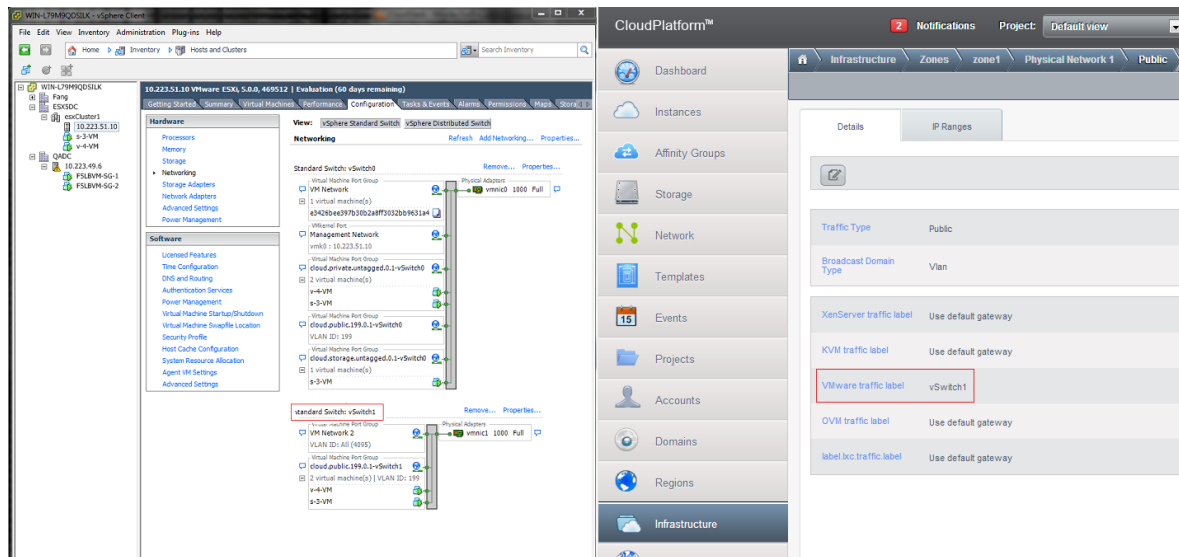 WIN-L79M9QDSILK - vSphere Client
File Edit View Inventory Administration Plug-ins Help
Home Inventory Hosts and Clusters
Search Inventory
WIN-L79M9QDSILK
Fang
ESXSDC
esxCluster1
10.223.51.10
s-3-VM
v-4-VM
QADC
10.223.49.6
F5LBVM-SG-1
F5LBVM-SG-2
10.223.51.10 VMware ESXi, 5.0.0, 469512 | Evaluation (60 days remaining)
Getting Started Summary Virtual Machines Performance Configuration Tasks & Events Alarms Permissions Maps Stora
Hardware
Processors
Memory
Storage
Networking
Storage Adapters
Network Adapters
Advanced Settings
Power Management
Software
Licensed Features
Time Configuration
DNS and Routing
Authentication Services
Power Management
Virtual Machine Startup/Shutdown
Virtual Machine Swapfile Location
Security Profile
Host Cache Configuration
System Resource Allocation
Agent VM Settings
Advanced Settings
View: vSphere Standard Switch vSphere Distributed Switch
Networking Refresh Add Networking... Properties...
Standard Switch: vSwitch0 Remove... Properties...
Virtual Machine Port Group Physical Adapters
VM Network vmnic0 1000 Full
1 virtual machine(s)
e3426bee397b30b2a8ff3032bb9631a4
VMkernel Port
Management Network
vmk0 : 10.223.51.10
Virtual Machine Port Group
cloud.private.untagged.0.1-vSwitch0
2 virtual machine(s)
v-4-VM
s-3-VM
Virtual Machine Port Group
cloud.public.199.0.1-vSwitch0
VLAN ID: 199
Virtual Machine Port Group
cloud.storage.untagged.0.1-vSwitch0
1 virtual machine(s)
s-3-VM
standard Switch: vSwitch1 Remove... Properties...
Virtual Machine Port Group Physical Adapters
VM Network 2 vmnic1 1000 Full
VLAN ID: All (4095)
Virtual Machine Port Group
cloud.public.199.0.1-vSwitch1
2 virtual machine(s) | VLAN ID: 199
v-4-VM
s-3-VM
CloudPlatform™ 2 Notifications Project: Default view
Infrastructure Zones zone1 Physical Network 1 Public
Dashboard
Instances
Affinity Groups
Storage
Network
Templates
15 Events
Projects
Accounts
Domains
Regions
Infrastructure
Details IP Ranges
Traffic Type Public
Broadcast Domain Type Vlan
XenServer traffic label Use default gateway
KVM traffic label Use default gateway
VMware traffic label vSwitch1
OVM traffic label Use default gateway
label.lxc.traffic.label Use default gateway